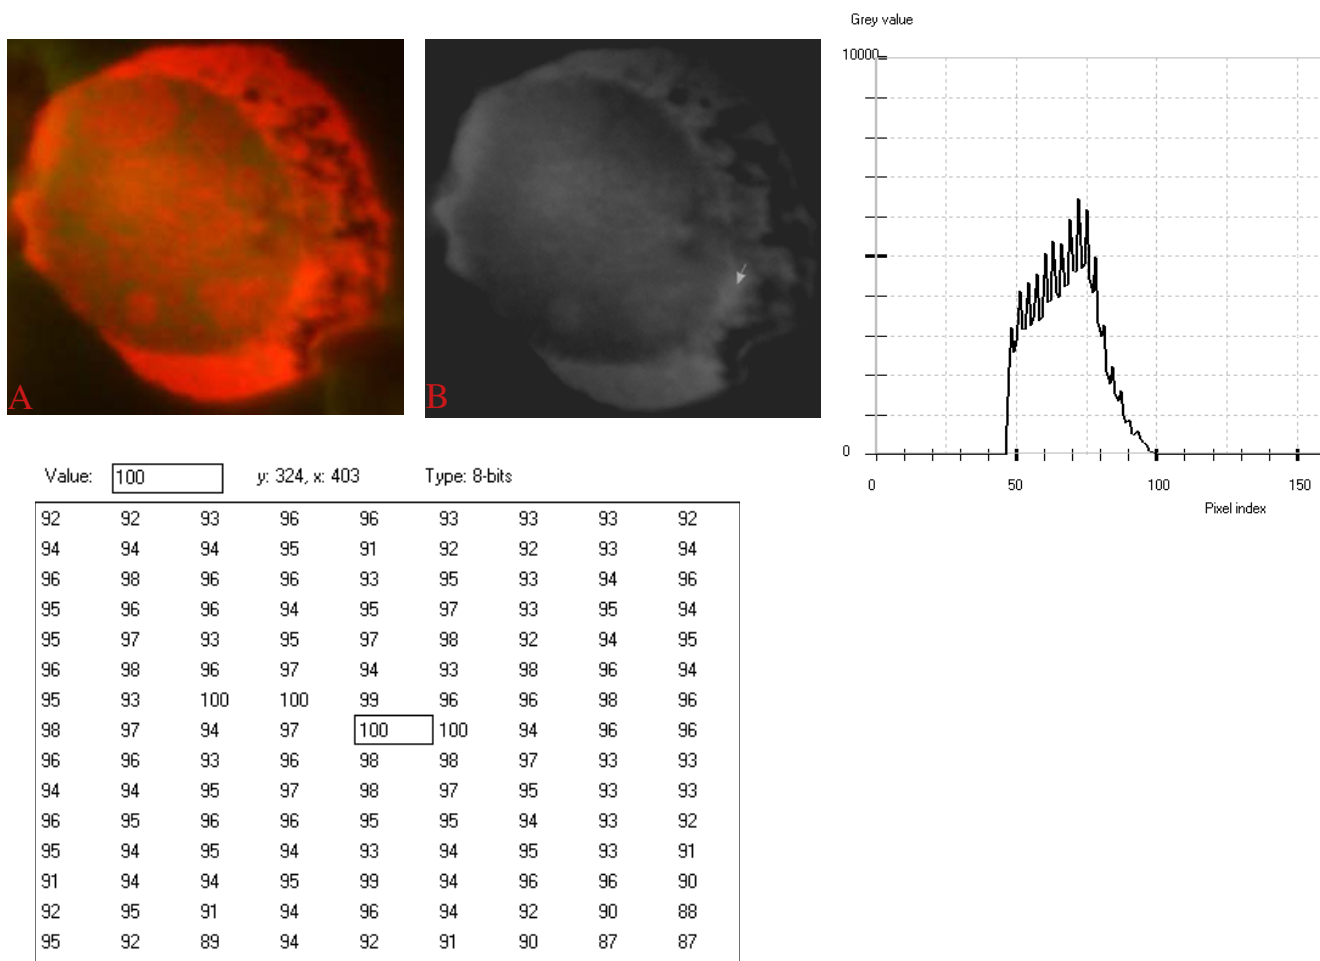 Grey value
10000
0
0 50 100 150
Pixel index
A
B
Value: 100 y: 324, x: 403 Type: 8-bits
92 92 93 96 96 93 93 93 92
94 94 94 95 91 92 92 93 94
96 98 96 96 93 95 93 94 96
95 96 96 94 95 97 93 95 94
95 97 93 95 97 98 92 94 95
96 98 96 97 94 93 98 96 94
95 93 100 100 99 96 96 98 96
98 97 94 97 100 100 94 96 96
96 96 93 96 98 98 97 93 93
94 94 95 97 98 97 95 93 93
96 95 96 96 95 95 94 93 92
95 94 95 94 93 94 95 93 91
91 94 94 95 99 94 96 96 90
92 95 91 94 96 94 92 90 88
95 92 89 94 92 91 90 87 87